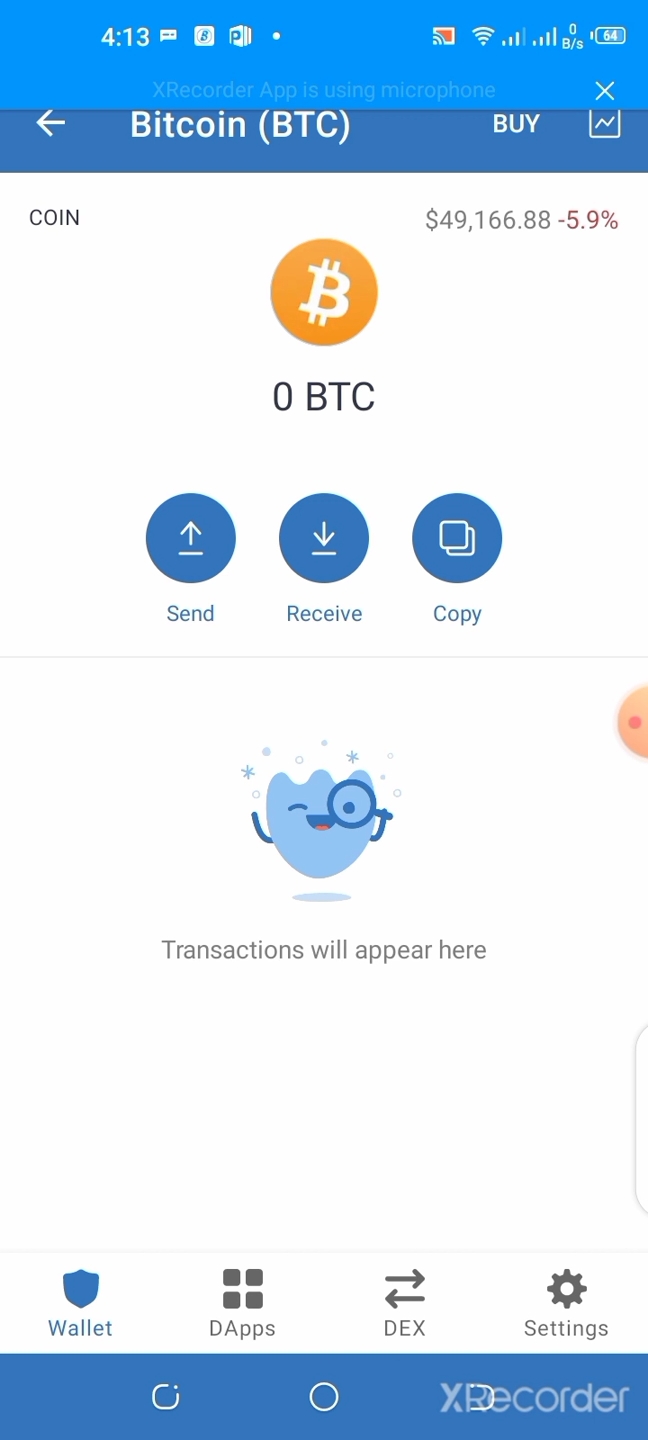 4:13
0
B/s
64
XRecorder App is using microphone
Bitcoin (BTC)
BUY
COIN
$49,166.88 -5.9%
0 BTC
Send
Receive
Copy
Transactions will appear here
Wallet
DApps
DEX
Settings
XRecorder